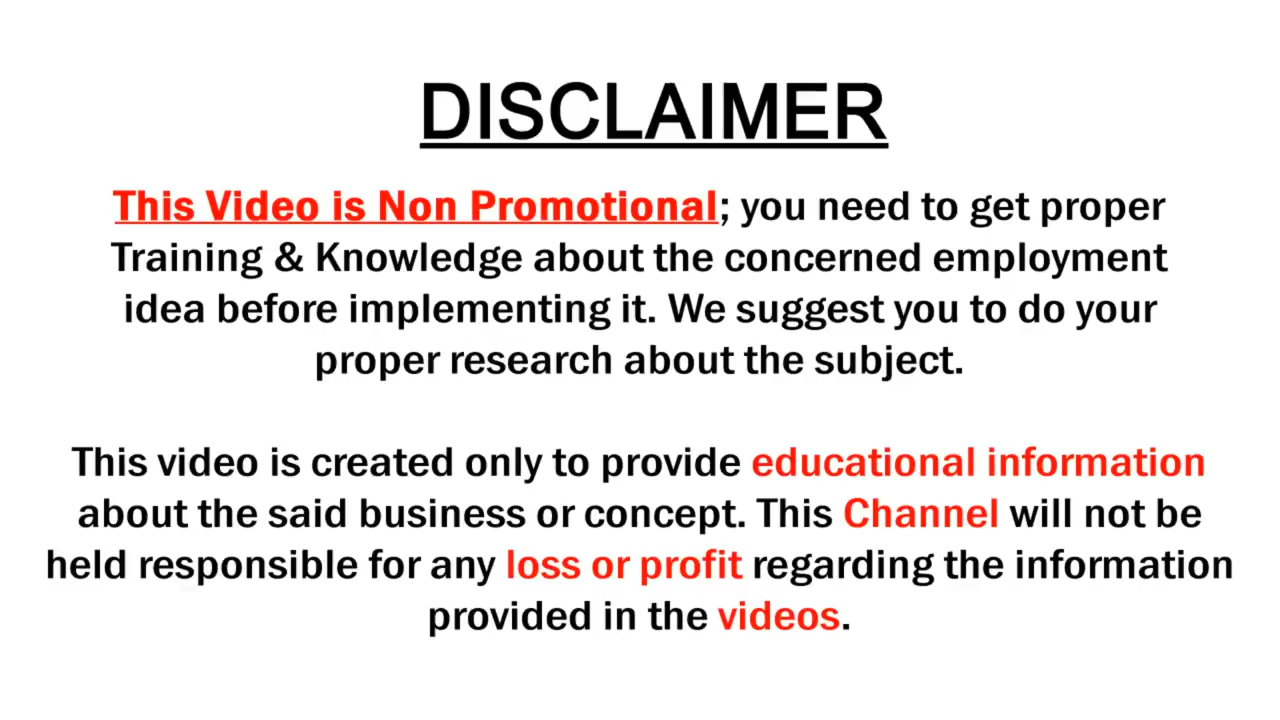 DISCLAIMER
This Video is Non Promotional; you need to get proper
Training & Knowledge about the concerned employment
idea before implementing it. We suggest you to do your
proper research about the subject.
This video is created only to provide educational information
about the said business or concept. This Channel will not be
held responsible for any loss or profit regarding the information
provided in the videos.